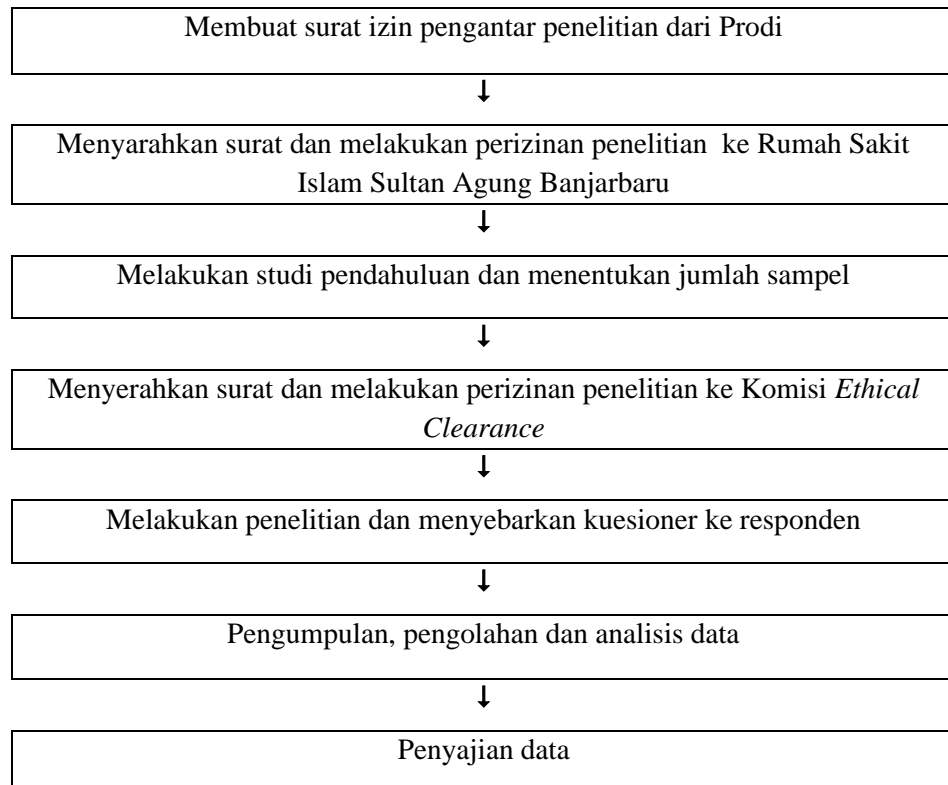 Membuat surat izin pengantar penelitian dari Prodi
Menyarahkan surat dan melakukan perizinan penelitian ke Rumah Sakit
Islam Sultan Agung Banjarbaru
Melakukan studi pendahuluan dan menentukan jumlah sampel
Menyerahkan surat dan melakukan perizinan penelitian ke Komisi Ethical
Clearance
Melakukan penelitian dan menyebarkan kuesioner ke responden
Pengumpulan, pengolahan dan analisis data
Penyajian data